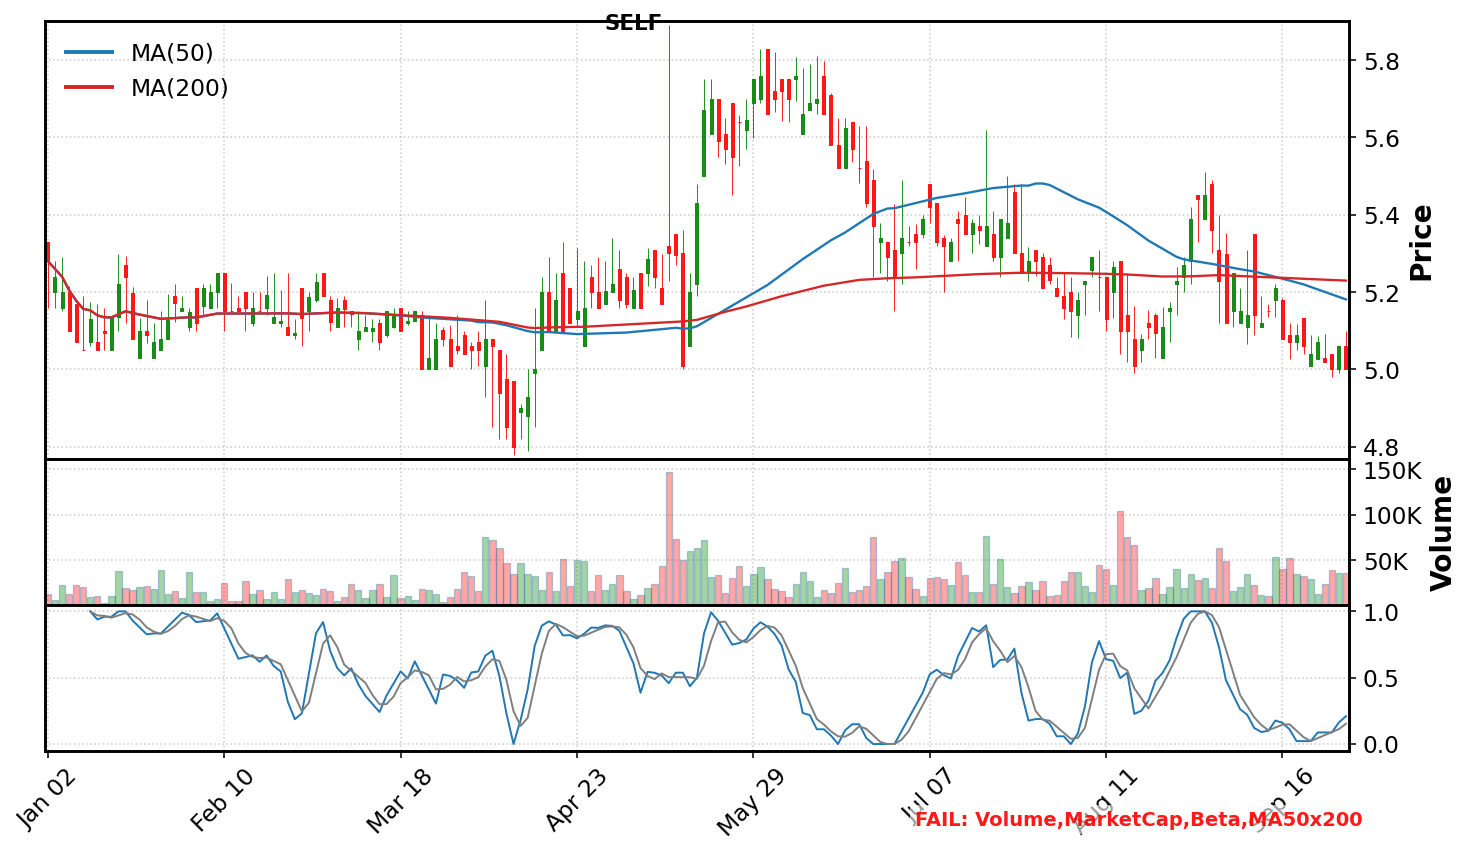 SELF
MA(50)
MA(200)
5.8
5.6
5.4
5.2
5.0
4.8
Price
150K
100K
50K
Volume
1.0
0.5
0.0
Jan 02
Feb 10
Mar 18
Apr 23
May 29
Jul 07
Aug 11
Sep 16
FAIL: Volume,MarketCap,Beta,MA50x200